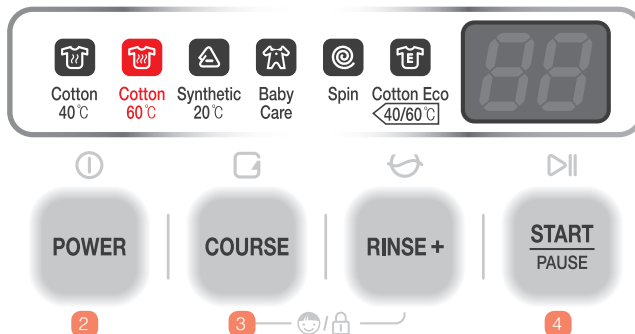 E
Cotton 40℃
Cotton 60℃
Synthetic 20℃
Baby Care
Spin
Cotton Eco 40/60℃
88
POWER
COURSE
RINSE +
START
PAUSE
2
3
/
4